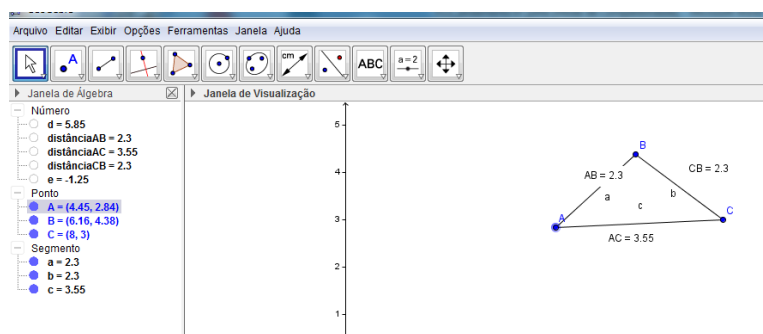 Arquivo Editar Exibir Opções Ferramentas Janela Ajuda
A
cm
ABC
a=2
Janela de Álgebra
Janela de Visualização
Número
d = 5.85
distânciaAB = 2.3
distânciaAC = 3.55
distânciaCB = 2.3
e = -1.25
Ponto
A = (4.45, 2.84)
B = (6.16, 4.38)
C = (8, 3)
Segmento
a = 2.3
b = 2.3
c = 3.55
5
4
3
2
1
B
AB = 2.3
CB = 2.3
a
b
c
A
C
AC = 3.55